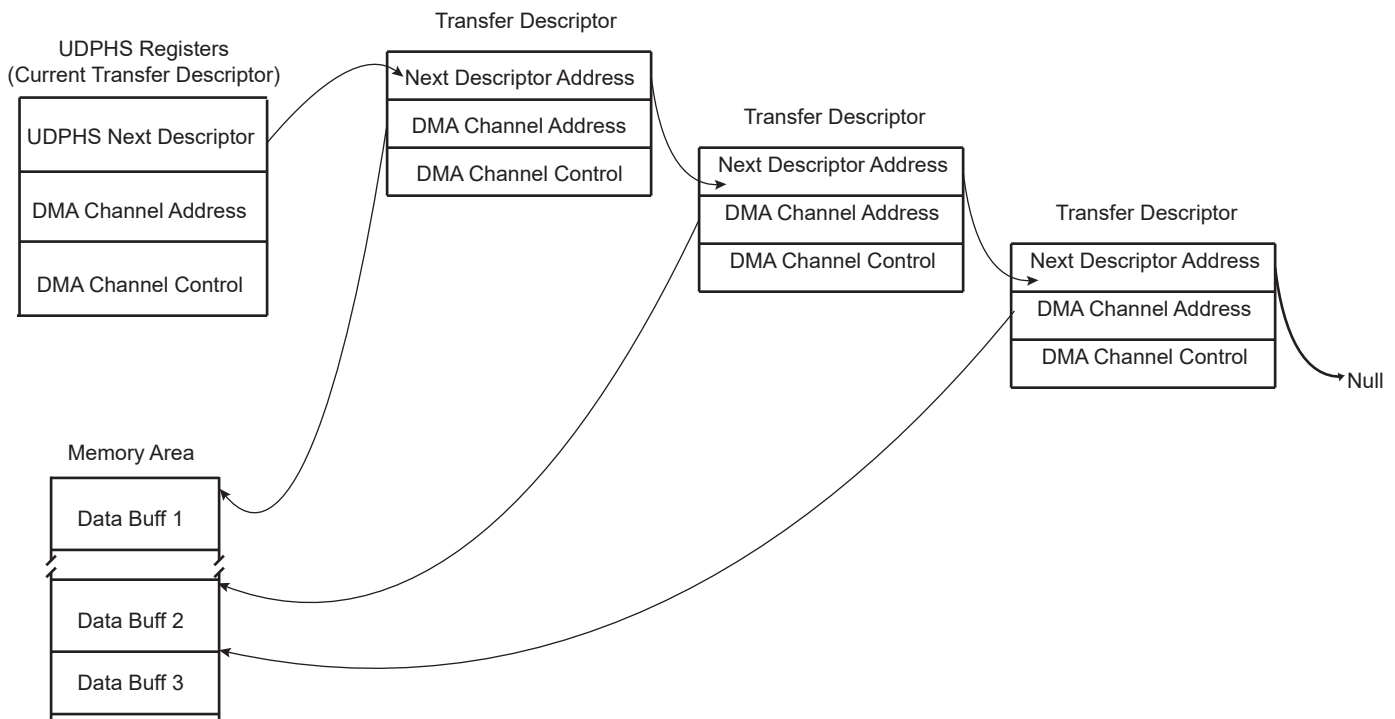 UDPHS Registers
(Current Transfer Descriptor)
UDPHS Next Descriptor
DMA Channel Address
DMA Channel Control
Transfer Descriptor
Next Descriptor Address
DMA Channel Address
DMA Channel Control
Transfer Descriptor
Next Descriptor Address
DMA Channel Address
DMA Channel Control
Transfer Descriptor
Next Descriptor Address
DMA Channel Address
DMA Channel Control
Null
Memory Area
Data Buff 1
Data Buff 2
Data Buff 3